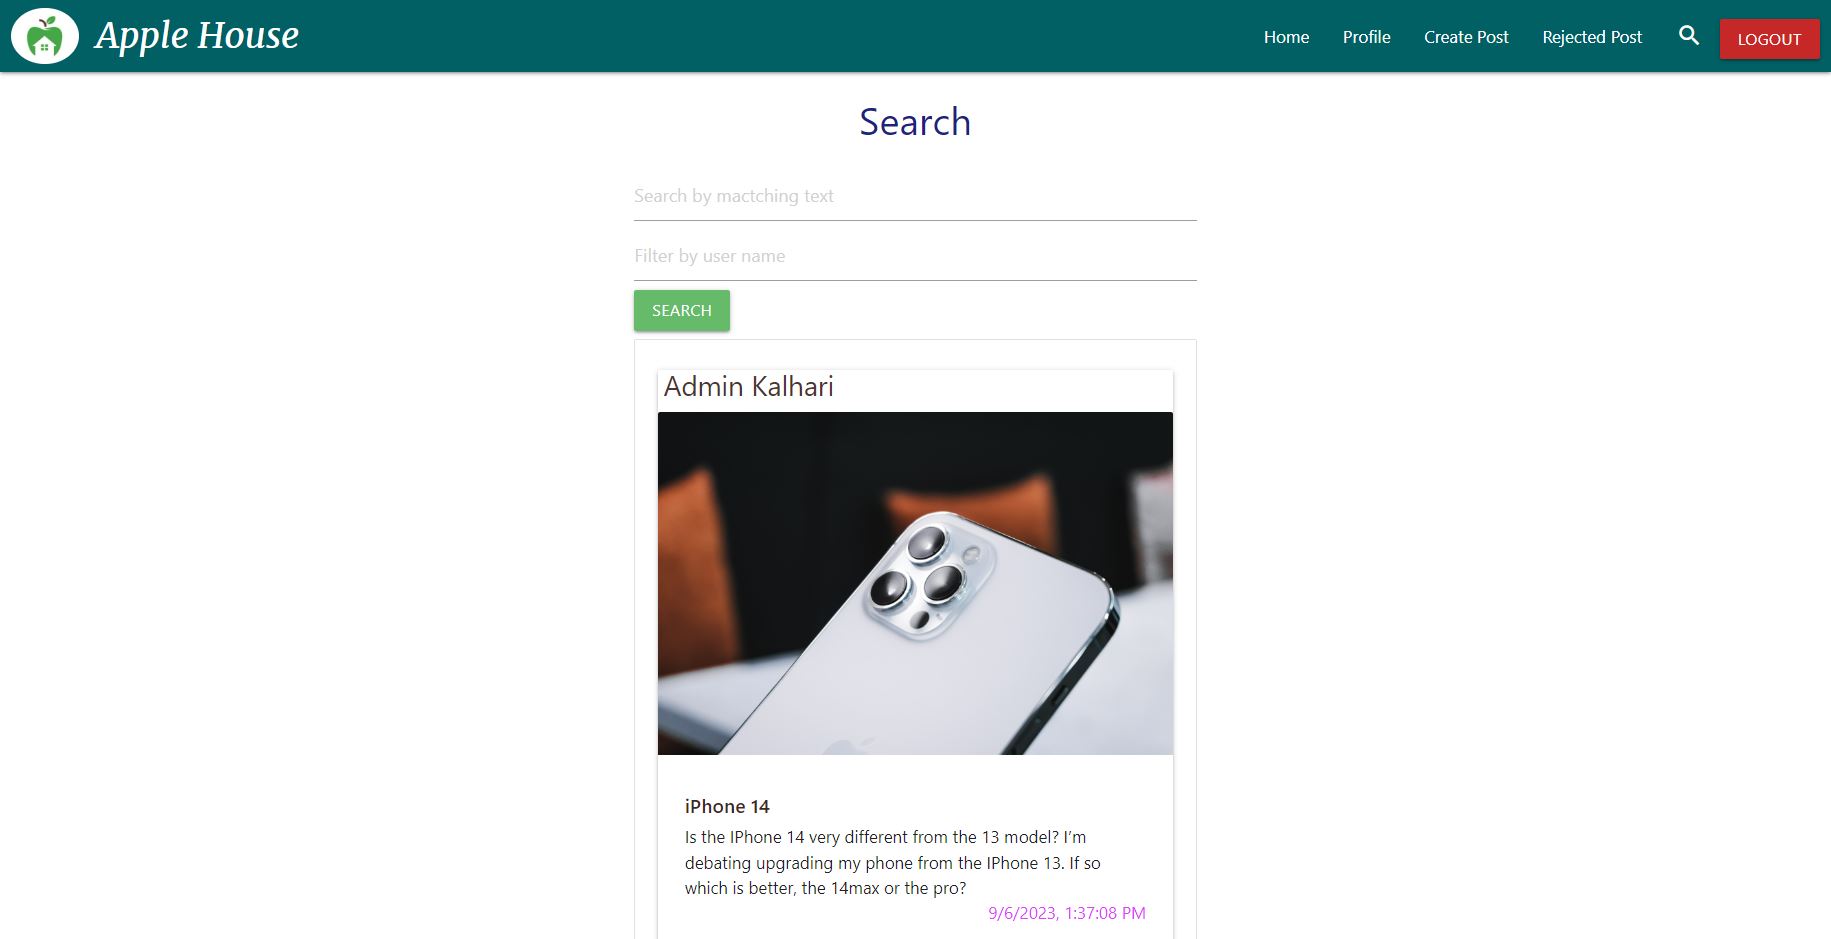 Apple House
Home Profile Create Post Rejected Post LOGOUT
Search
Search by mactching text
Filter by user name
SEARCH
Admin Kalhari
iPhone 14
Is the IPhone 14 very different from the 13 model? I'm
debating upgrading my phone from the IPhone 13. If so
which is better, the 14max or the pro?
9/6/2023, 1:37:08 PM